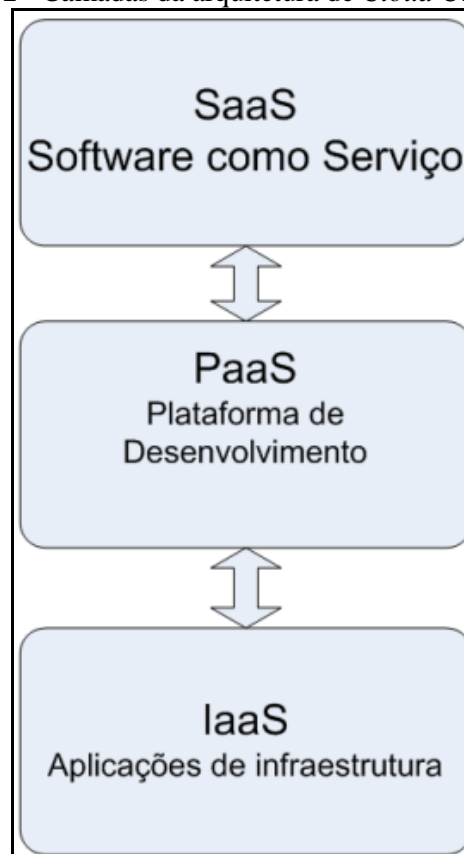 SaaS
Software como Serviço
PaaS
Plataforma de
Desenvolvimento
IaaS
Aplicações de infraestrutura